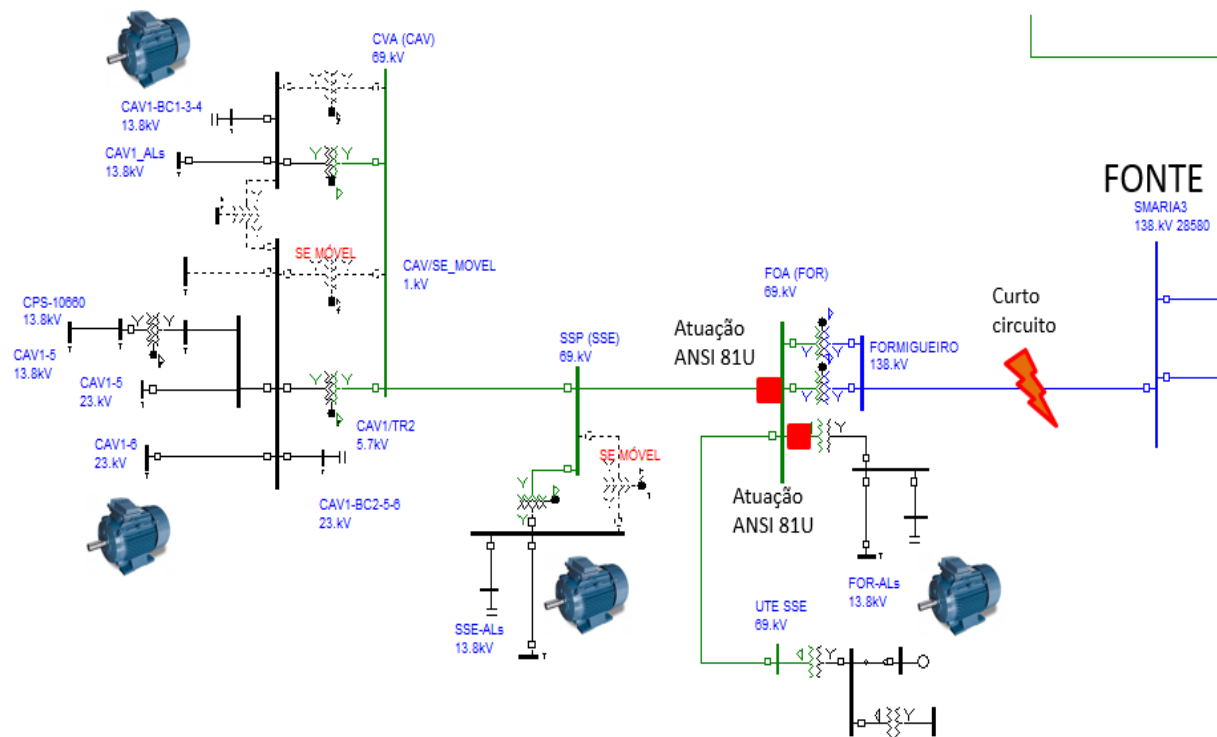 CVA (CAV)
69.kV
CAV1-BC1-3-4
13.8kV
CAV1_ALs
13.8kV
SE MÓVEL
CAV/SE_MOVEL
1.kV
CPS-10660
13.8kV
CAV1-5
13.8kV
CAV1-5
23.kV
CAV1-6
23.kV
CAV1/TR2
5.7kV
CAV1-BC2-5-6
23.kV
SSP (SSE)
69.kV
SE MÓVEL
SSE-ALs
13.8kV
Atuação
ANSI 81U
FOA (FOR)
69.kV
FORMIGUEIRO
138.kV
Curto
circuito
FONTE
SMARIA3
138.kV 28580
Atuação
ANSI 81U
FOR-ALs
13.8kV
UTE SSE
69.kV